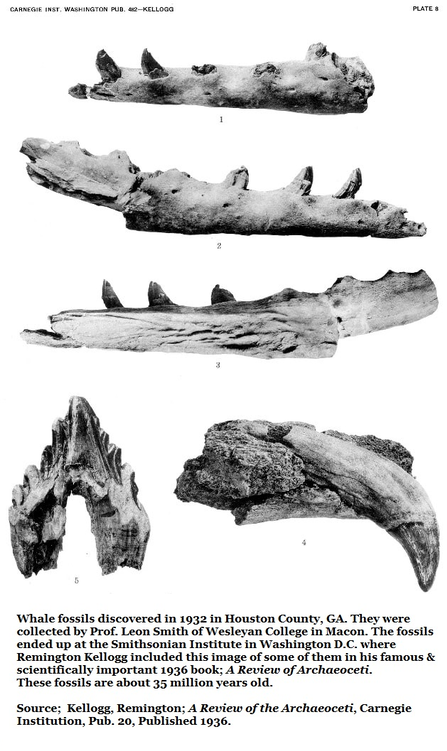 CARNEGIE INST. WASHINGTON PUB. 482—KELLOGG
PLATE 8
1
2
3
4
5
Whale fossils discovered in 1932 in Houston County, GA. They were
collected by Prof. Leon Smith of Wesleyan College in Macon. The fossils
ended up at the Smithsonian Institute in Washington D.C. where
Remington Kellogg included this image of some of them in his famous &
scientifically important 1936 book; A Review of Archaeoceti.
These fossils are about 35 million years old.
Source; Kellogg, Remington; A Review of the Archaeoceti, Carnegie
Institution, Pub. 20, Published 1936.